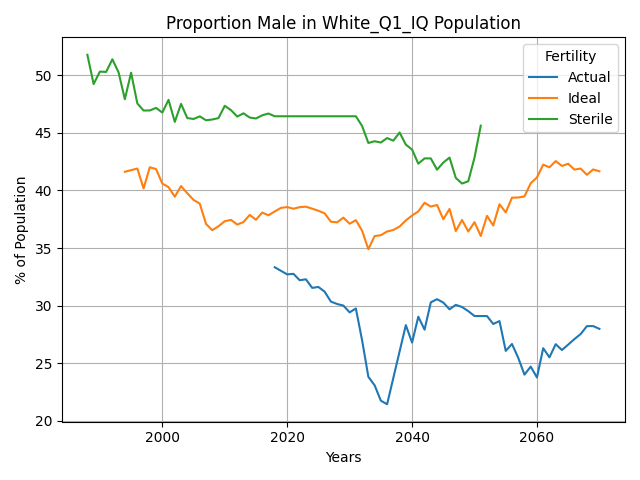 Proportion Male in White_Q1_IQ Population
Fertility
Actual
Ideal
Sterile
% of Population
50
45
40
35
30
25
20
2000
2020
2040
2060
Years